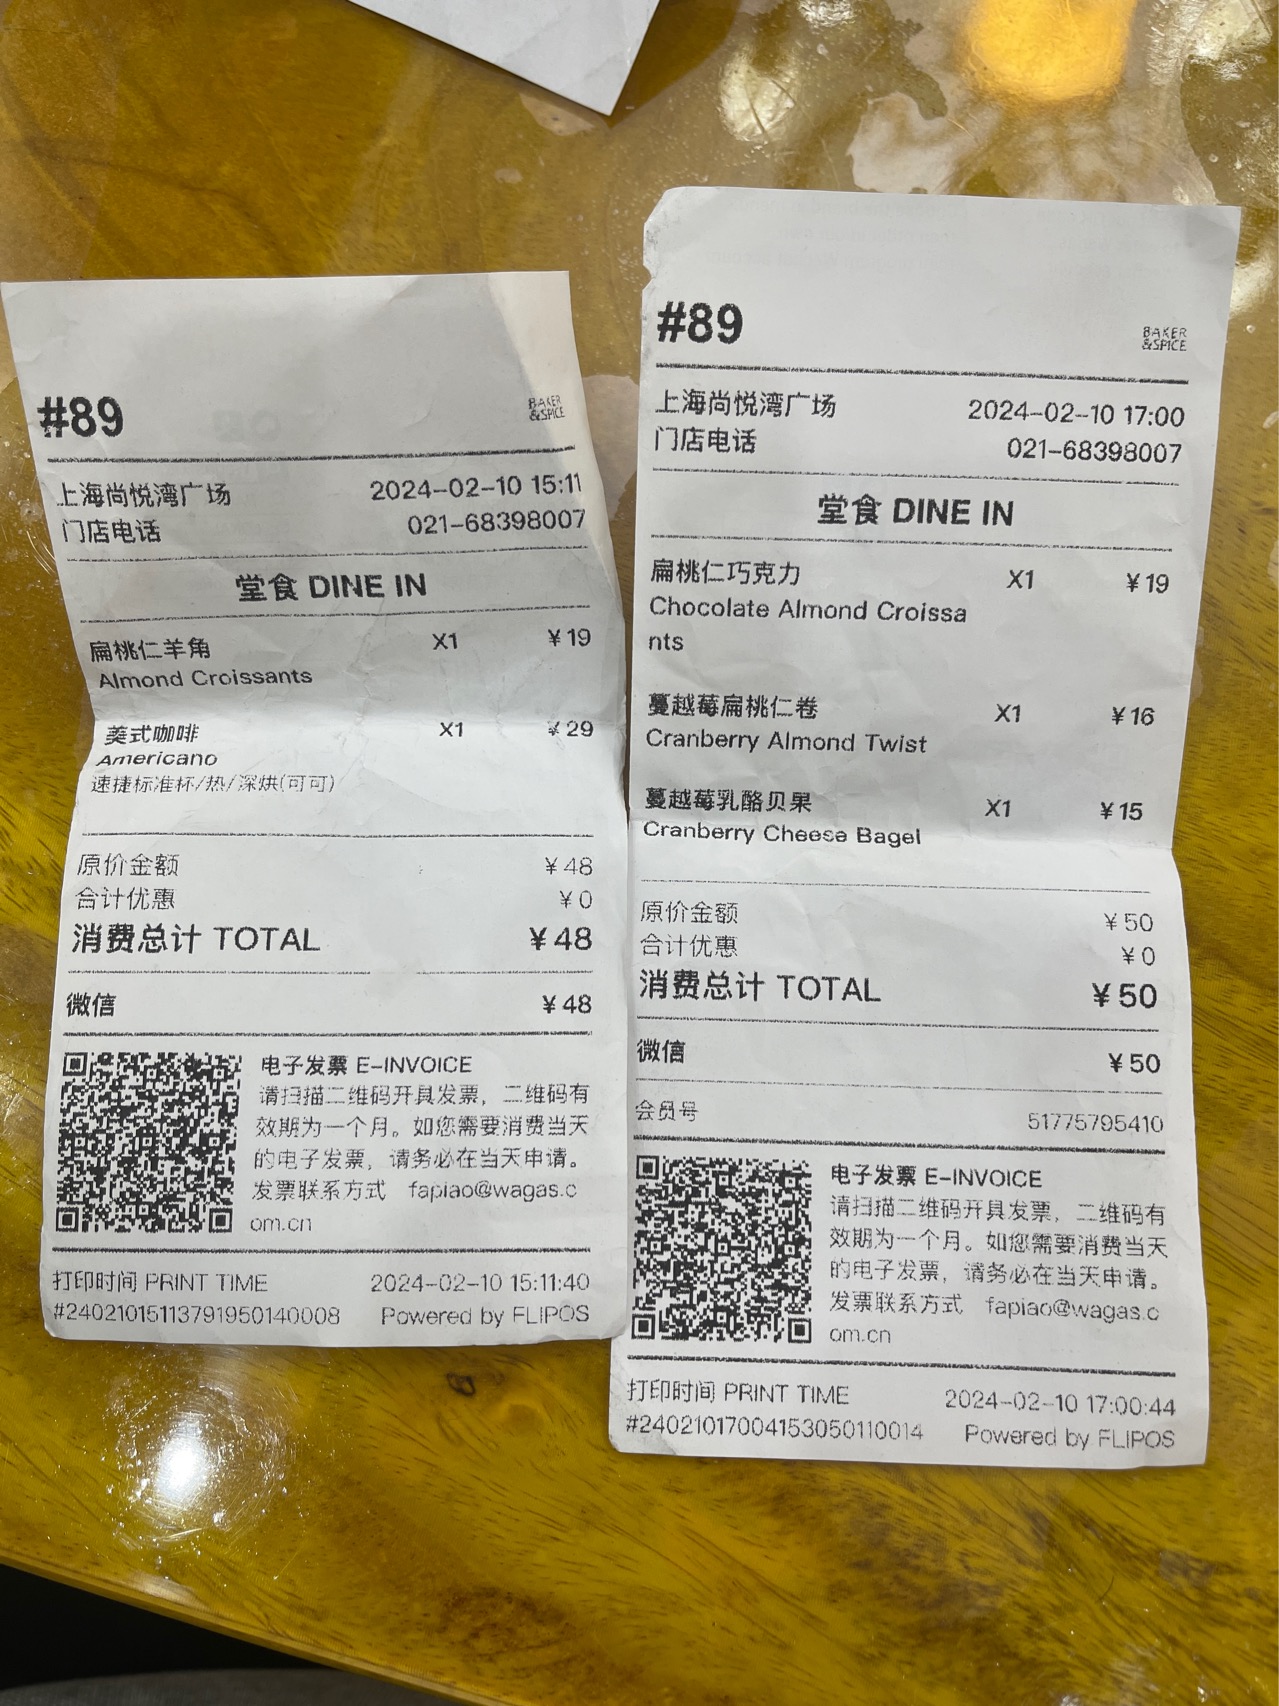 #89
BAKER
&SPICE
上海尚悦湾广场 2024-02-10 15:11
门店电话 021-68398007
堂食 DINE IN
扁桃仁羊角 X1 ¥19
Almond Croissants
美式咖啡 X1 ¥29
Americano
速捷标准杯/热/深烘(可可)
原价金额 ¥48
合计优惠 ¥0
消费总计 TOTAL ¥48
微信 ¥48
电子发票 E-INVOICE
请扫描二维码开具发票，二维码有
效期为一个月。如您需要消费当天
的电子发票，请务必在当天申请。
发票联系方式 fapiao@wagas.c
om.cn
打印时间 PRINT TIME 2024-02-10 15:11:40
#24021015113791950140008 Powered by FLIPOS
#89
BAKER
&SPICE
上海尚悦湾广场 2024-02-10 17:00
门店电话 021-68398007
堂食 DINE IN
扁桃仁巧克力 X1 ¥19
Chocolate Almond Croissa
nts
蔓越莓扁桃仁卷 X1 ¥16
Cranberry Almond Twist
蔓越莓乳酪贝果 X1 ¥15
Cranberry Cheese Bagel
原价金额 ¥50
合计优惠 ¥0
消费总计 TOTAL ¥50
微信 ¥50
会员号 51775795410
电子发票 E-INVOICE
请扫描二维码开具发票，二维码有
效期为一个月。如您需要消费当天
的电子发票，请务必在当天申请。
发票联系方式 fapiao@wagas.c
om.cn
打印时间 PRINT TIME 2024-02-10 17:00:44
#24021017004153050110014 Powered by FLIPOS